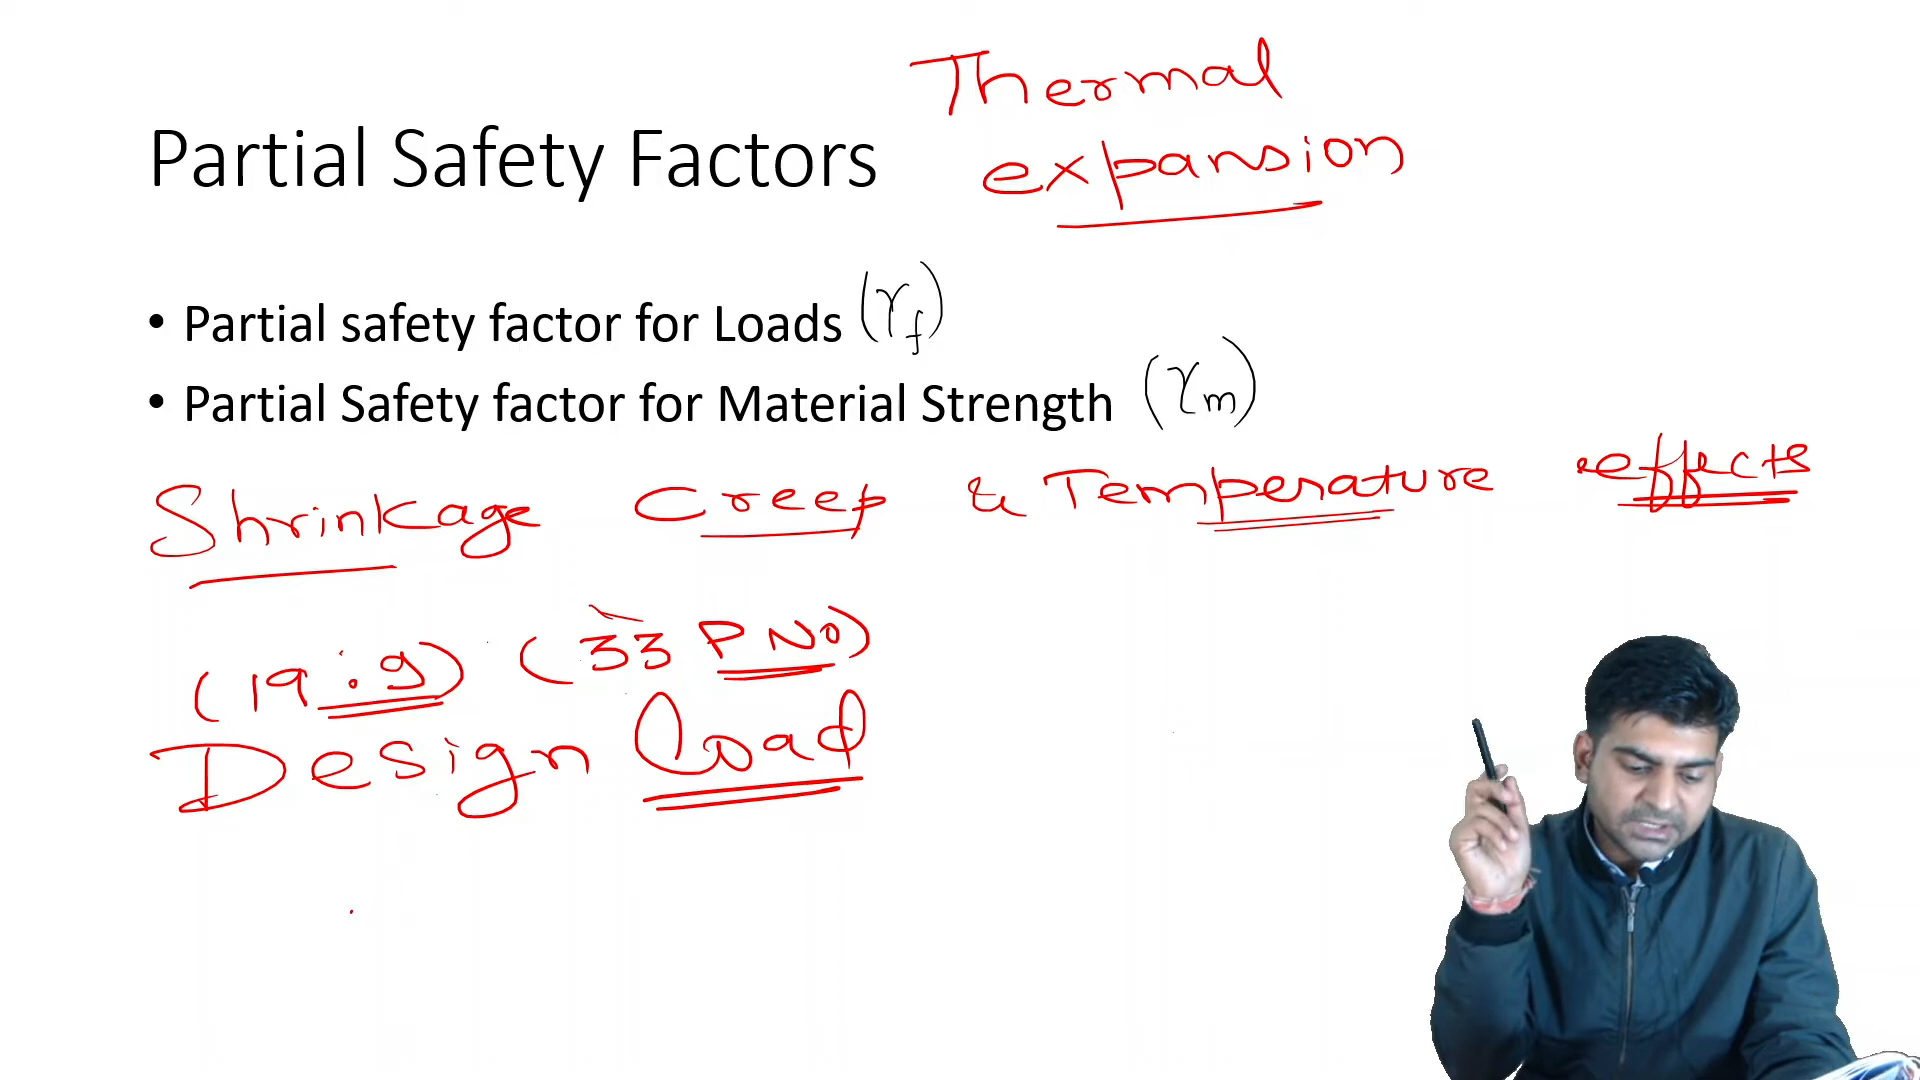 Thermal
expansion
Partial Safety Factors
• Partial safety factor for Loads (γf)
• Partial Safety factor for Material Strength (γm)
Shrinkage Creep & Temperature effects
(19:9) (33 P NO)
Design Load